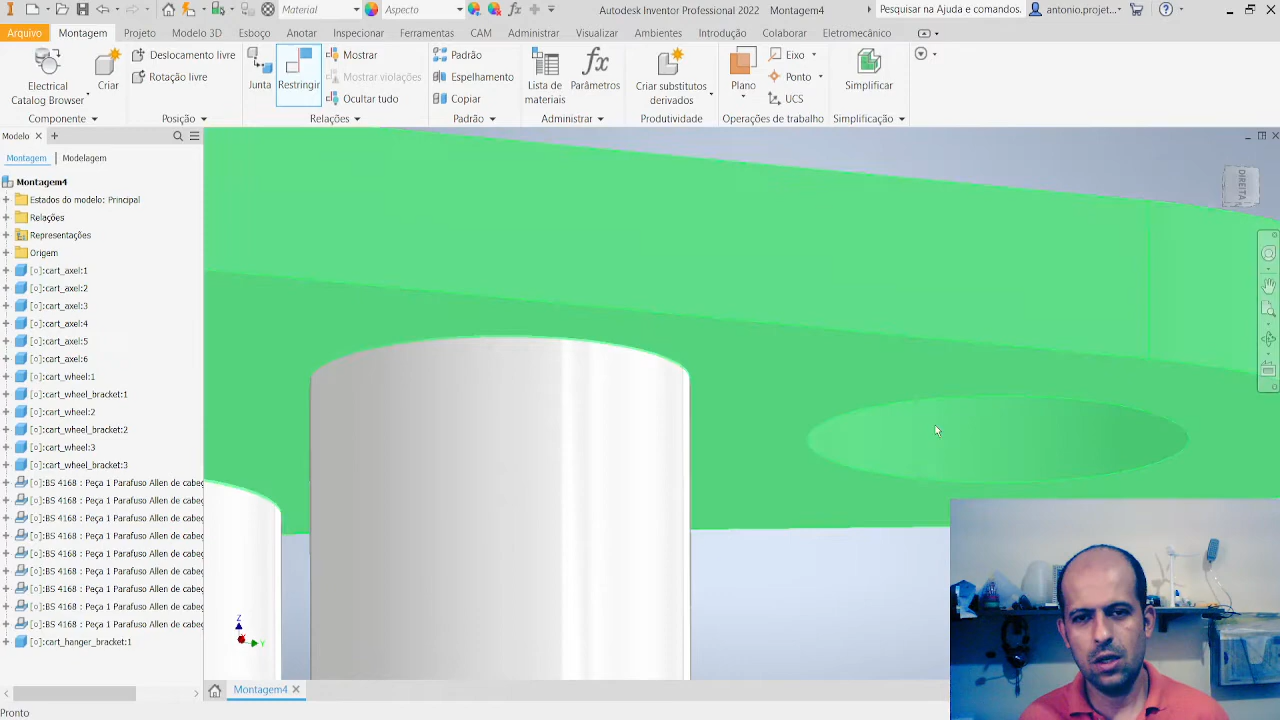 Material
Aspecto
Autodesk Inventor Professional 2022 Montagem4
Pesquisar na Ajuda e comandos.
antonio.projet...
Arquivo Montagem Projeto Modelo 3D Esboço Anotar Inspecionar Ferramentas CAM Administrar Visualizar Ambientes Introdução Colaborar Eletromecânico
Electrical Catalog Browser
Criar
Deslocamento livre
Rotação livre
Junta
Restringir
Mostrar
Mostrar violações
Ocultar tudo
Padrão
Espelhamento
Copiar
Lista de materiais
Parâmetros
Criar substitutos derivados
Plano
Eixo
Ponto
UCS
Simplificar
Componente Posição Relações Padrão Administrar Produtividade Operações de trabalho Simplificação
Modelo
Montagem Modelagem
Montagem4
Estados do modelo: Principal
Relações
Representações
Origem
[o]:cart_axel:1
[o]:cart_axel:2
[o]:cart_axel:3
[o]:cart_axel:4
[o]:cart_axel:5
[o]:cart_axel:6
[o]:cart_wheel:1
[o]:cart_wheel_bracket:1
[o]:cart_wheel:2
[o]:cart_wheel_bracket:2
[o]:cart_wheel:3
[o]:cart_wheel_bracket:3
[o]:BS 4168 : Peça 1 Parafuso Allen de cabeç
[o]:BS 4168 : Peça 1 Parafuso Allen de cabeç
[o]:BS 4168 : Peça 1 Parafuso Allen de cabeç
[o]:BS 4168 : Peça 1 Parafuso Allen de cabeç
[o]:BS 4168 : Peça 1 Parafuso Allen de cabeç
[o]:BS 4168 : Peça 1 Parafuso Allen de cabeç
[o]:BS 4168 : Peça 1 Parafuso Allen de cabeç
[o]:BS 4168 : Peça 1 Parafuso Allen de cabeç
[o]:BS 4168 : Peça 1 Parafuso Allen de cabeç
[o]:cart_hanger_bracket:1
DIREITA
Z
Y
Montagem4
Pronto